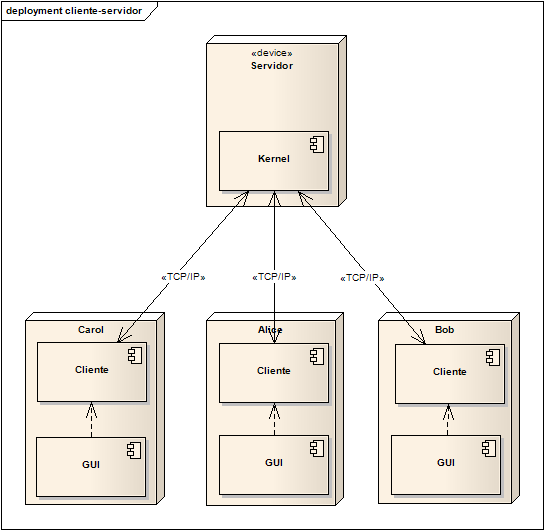 deployment cliente-servidor
«device»
Servidor
Kernel
«TCP/IP»
«TCP/IP»
«TCP/IP»
Carol
Alice
Bob
Cliente
Cliente
Cliente
GUI
GUI
GUI